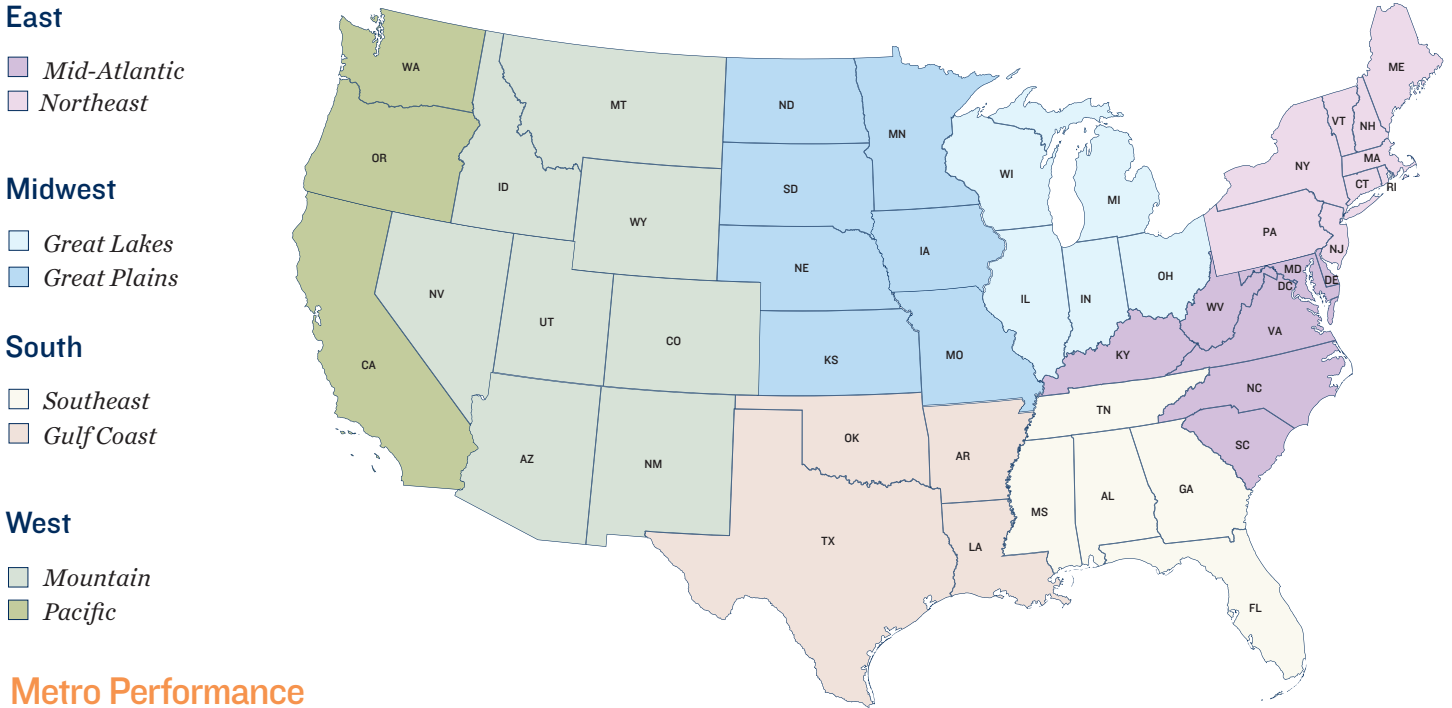 East
Mid-Atlantic
Northeast
Midwest
Great Lakes
Great Plains
South
Southeast
Gulf Coast
West
Mountain
Pacific
Metro Performance
WA
OR
CA
ID
NV
MT
WY
UT
CO
AZ
NM
ND
SD
NE
KS
MN
IA
MO
OK
TX
AR
LA
WI
MI
IL
IN
OH
KY
WV
VA
MD
DC
DE
NC
SC
TN
MS
AL
GA
FL
ME
VT
NH
NY
MA
CT
RI
PA
NJ